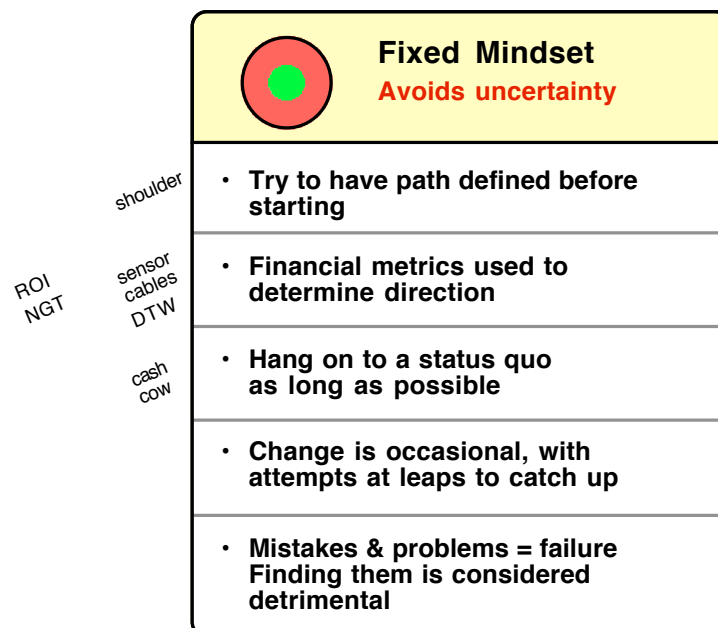 Fixed Mindset
Avoids uncertainty
shoulder
• Try to have path defined before
starting
ROI
NGT
sensor
cables
DTW
• Financial metrics used to
determine direction
cash
cow
• Hang on to a status quo
as long as possible
• Change is occasional, with
attempts at leaps to catch up
• Mistakes & problems = failure
Finding them is considered
detrimental